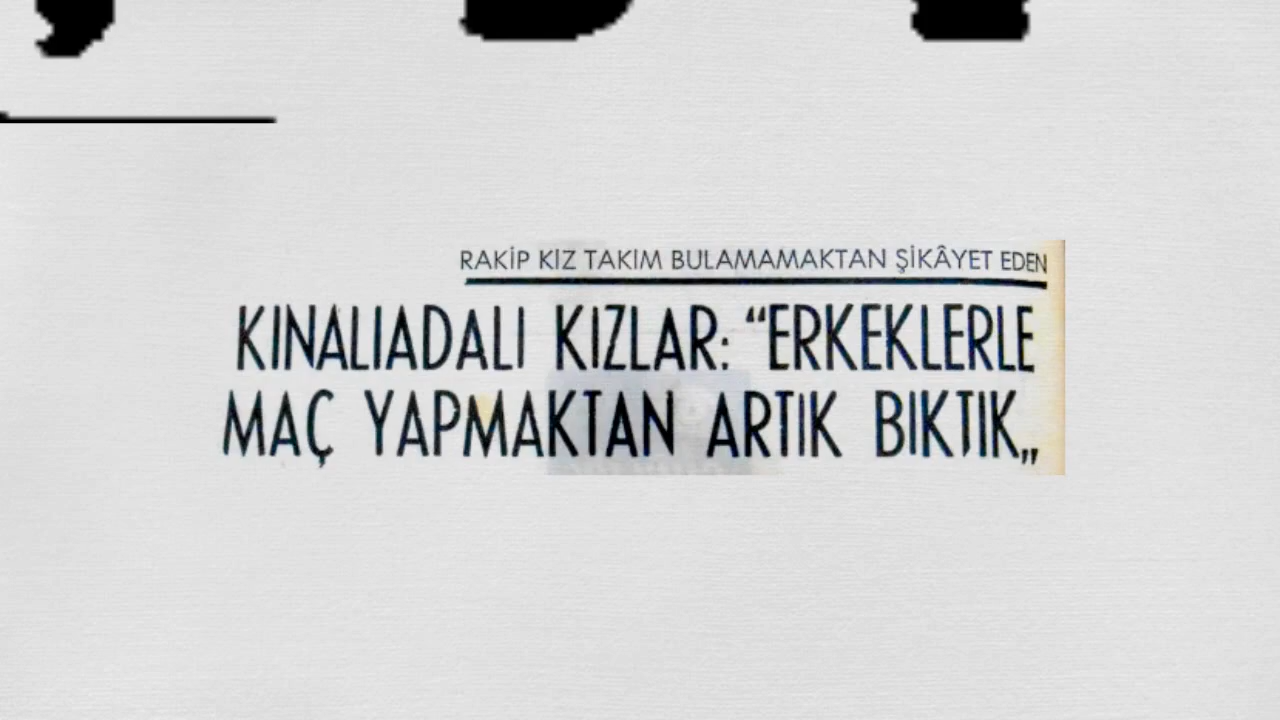 RAKİP KIZ TAKIM BULAMAMAKTAN ŞİKÂYET EDEN
KINALIADALI KIZLAR: “ERKEKLERLE
MAÇ YAPMAKTAN ARTIK BIKTIK„